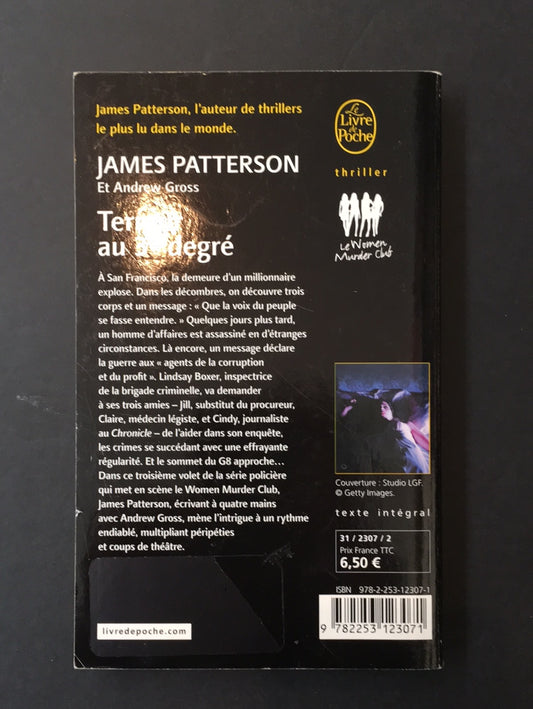 James Patterson, l'auteur de thrillers
le plus lu dans le monde.
JAMES PATTERSON
Et Andrew Gross
au degré
À San Francisco, la demeure d'un millionnaire
explose. Dans les décombres, on découvre trois
corps et un message : « Que la voix du peuple
se fasse entendre. » Quelques jours plus tard,
un homme d'affaires est assassiné en d'étranges
circonstances. Là encore, un message déclare
la guerre aux « agents de la corruption
et du profit ». Lindsay Boxer, inspectrice
de la brigade criminelle, va demander
à ses trois amies – Jill, substitut du procureur,
Claire, médecin légiste, et Cindy, journaliste
au Chronicle – de l'aider dans son enquête,
les crimes se succédant avec une effrayante
régularité. Et le sommet du G8 approche...
Dans ce troisième volet de la série policière
qui met en scène le Women Murder Club,
James Patterson, écrivant à quatre mains
avec Andrew Gross, mène l'intrigue à un rythme
endiablé, multipliant péripéties
et coups de théâtre.
livredepoche.com
Le
Livre
de
Poche
thriller
Le Women
Murder Club
Couverture : Studio LGF.
© Getty Images.
texte intégral
31 / 2307 / 2
Prix France TTC
6,50 €
ISBN 978-2-253-12307-1
9 782253 123071